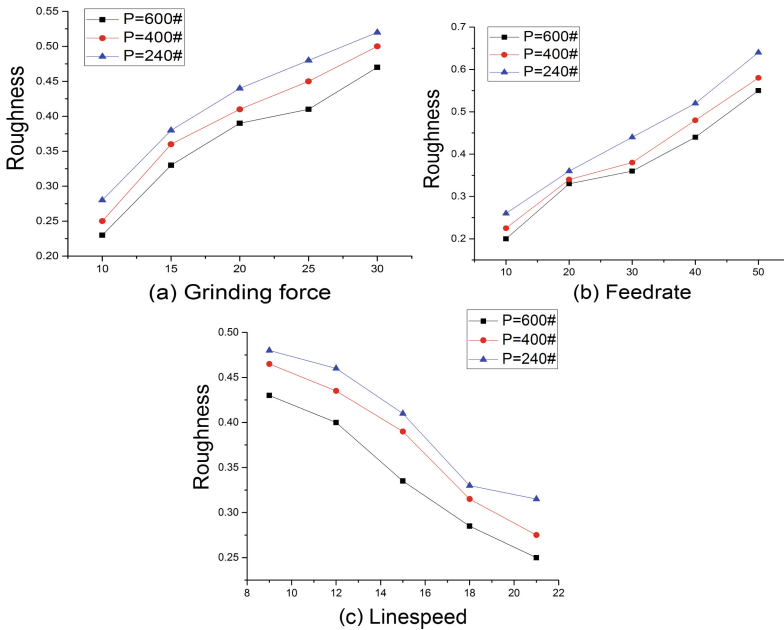 P=600#
P=400#
P=240#
Roughness
0.55
0.50
0.45
0.40
0.35
0.30
0.25
0.20
10 15 20 25 30
(a) Grinding force
P=600#
P=400#
P=240#
Roughness
0.7
0.6
0.5
0.4
0.3
0.2
10 20 30 40 50
(b) Feedrate
P=600#
P=400#
P=240#
Roughness
0.50
0.45
0.40
0.35
0.30
0.25
8 10 12 14 16 18 20 22
(c) Linespeed